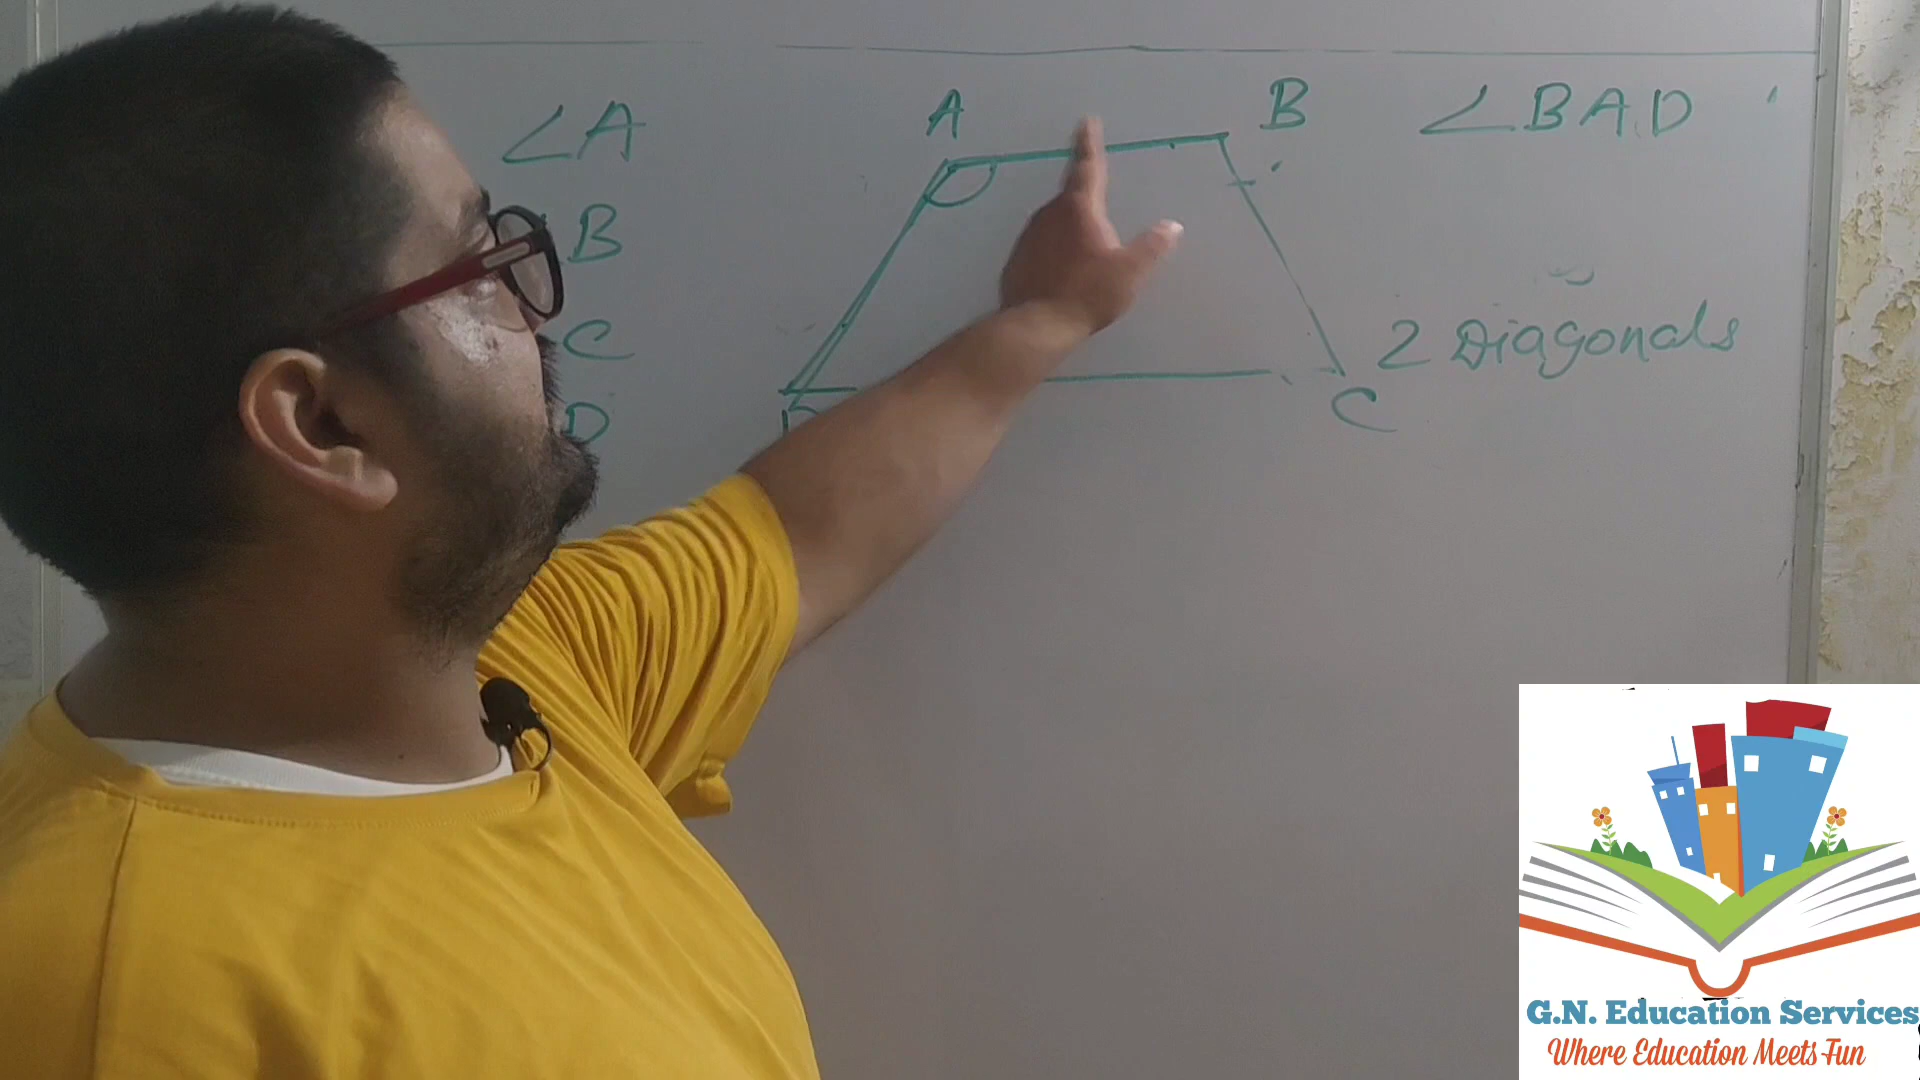 ∠A
B
C
D
A
B
D
C
∠BAD
2 Diagonals
G.N. Education Services
Where Education Meets Fun